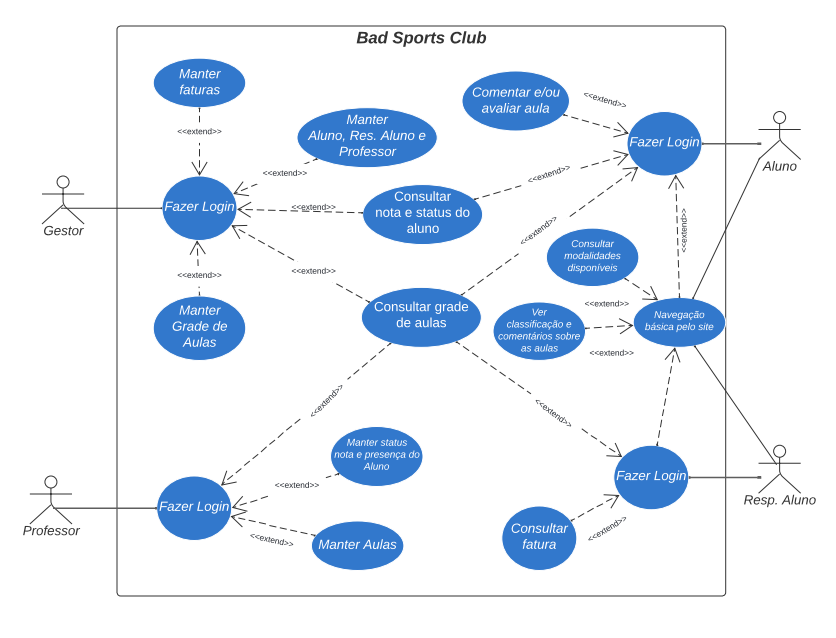 Bad Sports Club
Manter
faturas
<<extend>>
Manter
Aluno, Res. Aluno e
Professor
<<extend>>
Comentar e/ou
avaliar aula
<<extend>>
Fazer Login
Aluno
Gestor
Fazer Login
<<extend>>
Consultar
nota e status do
aluno
<<extend>>
<<extend>>
<<extend>>
Consultar
modalidades
disponíveis
<<extend>>
<<extend>>
<<extend>>
Manter
Grade de
Aulas
Consultar grade
de aulas
Ver
classificação e
comentários sobre
as aulas
<<extend>>
Navegação
básica pelo site
<<extend>>
<<extend>>
Manter status
nota e presença do
Aluno
<<extend>>
Fazer Login
Professor
Manter Aulas
<<extend>>
Fazer Login
Resp. Aluno
Consultar
fatura
<<extend>>